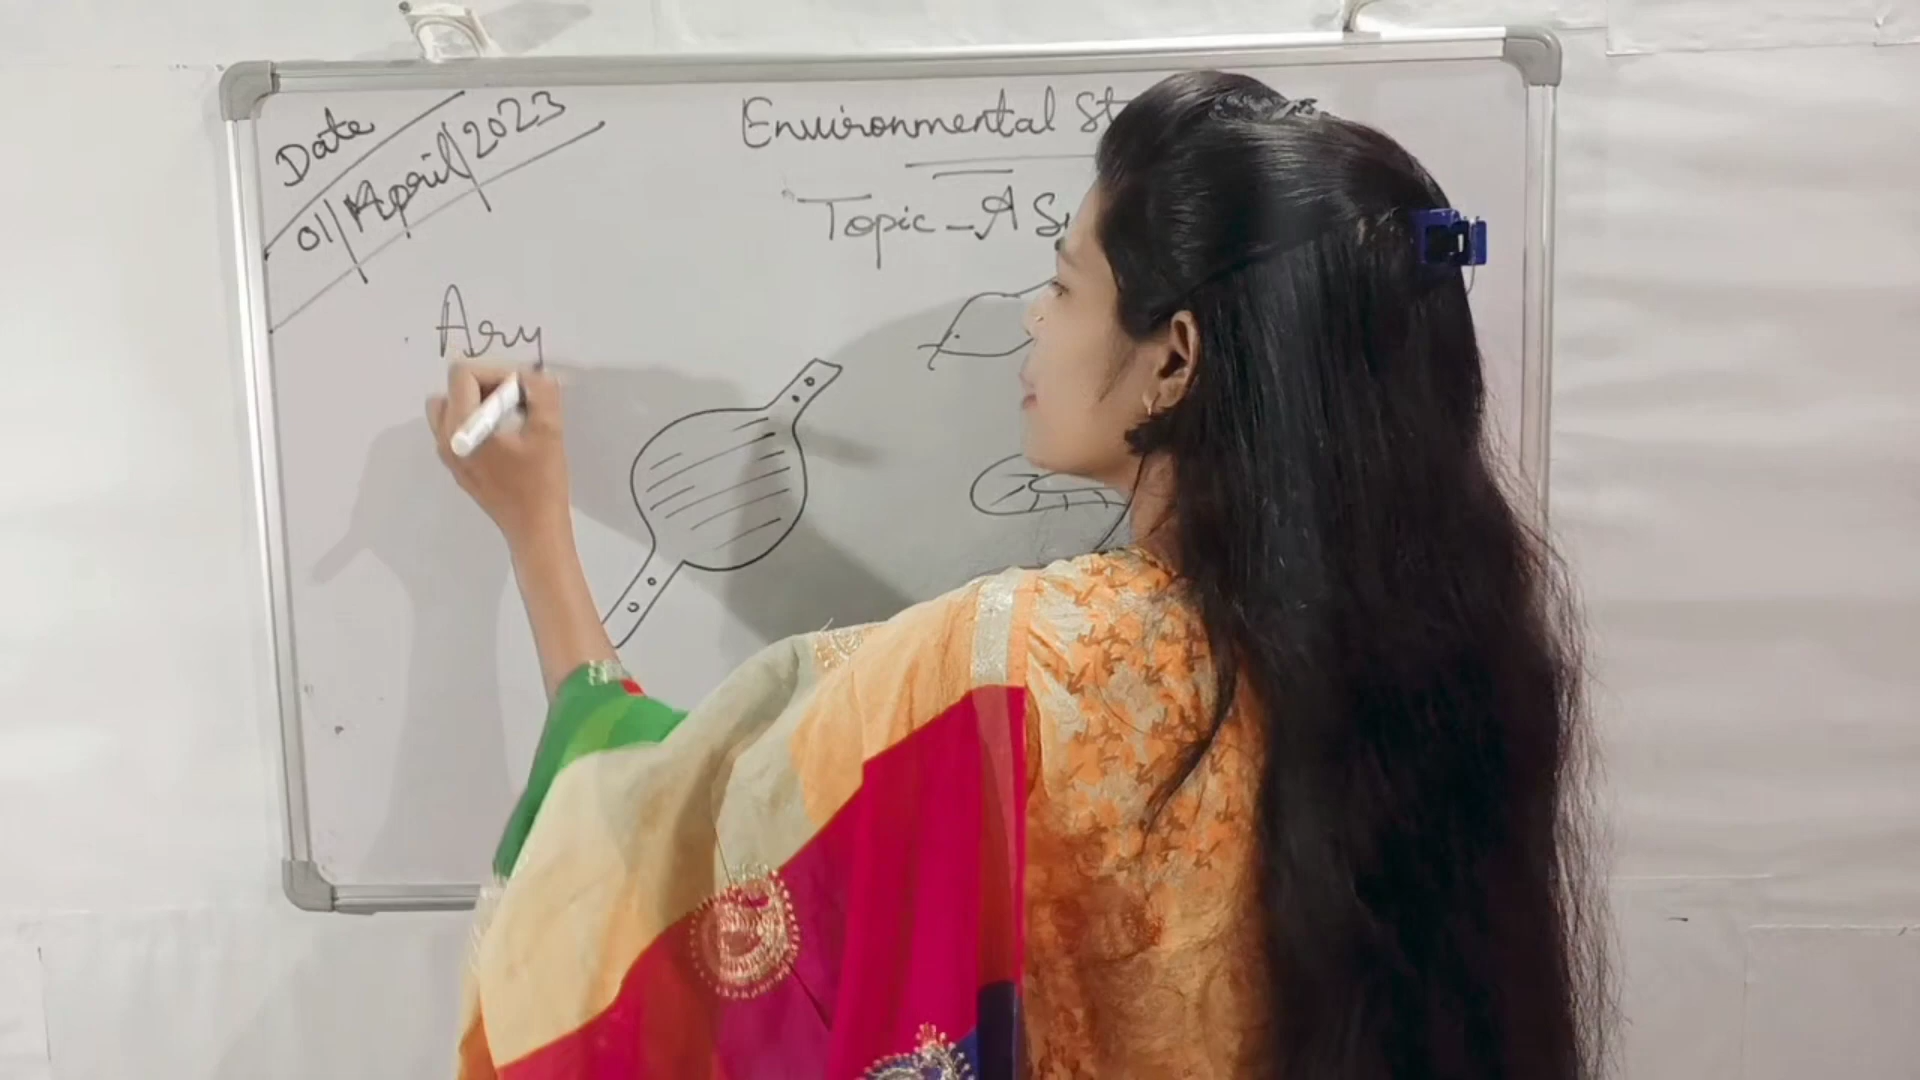 Date
01/April/2023
Environmental St
Topic - A S
Ary